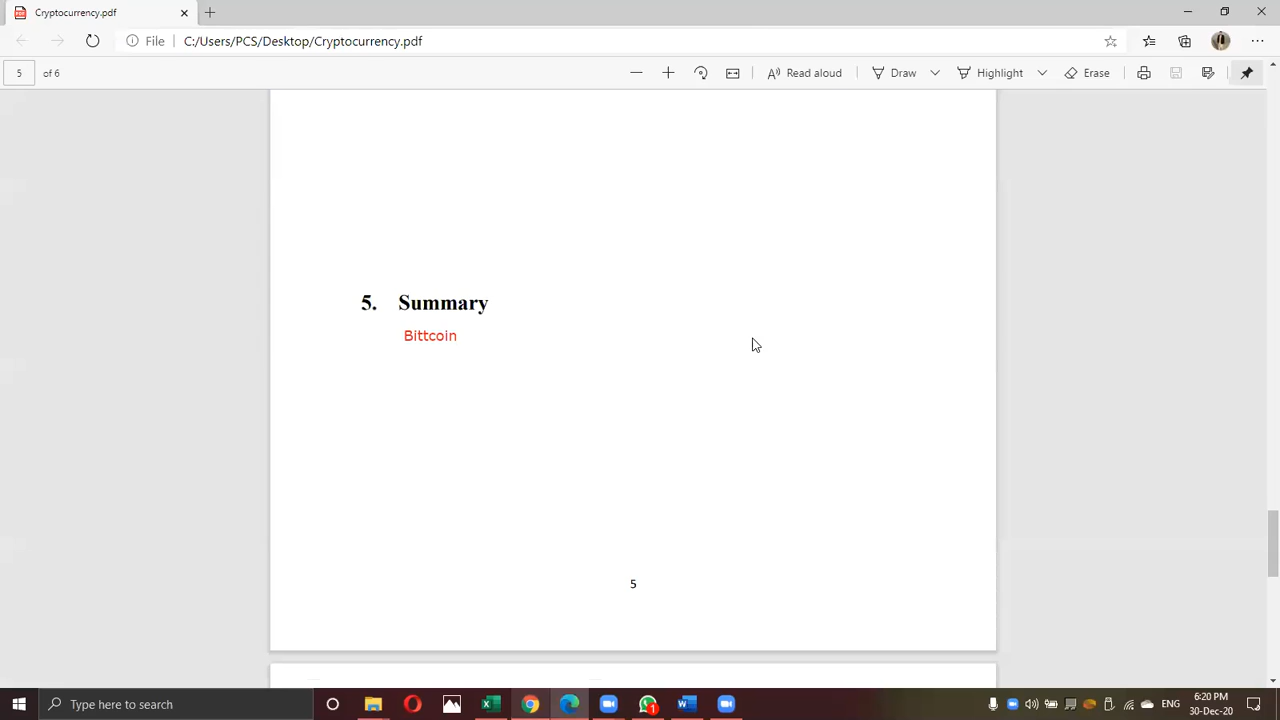 Cryptocurrency.pdf
File C:/Users/PCS/Desktop/Cryptocurrency.pdf
5 of 6 Read aloud Draw Highlight Erase
5. Summary
Bittcoin
5
Type here to search
1
ENG
6:20 PM
30-Dec-20